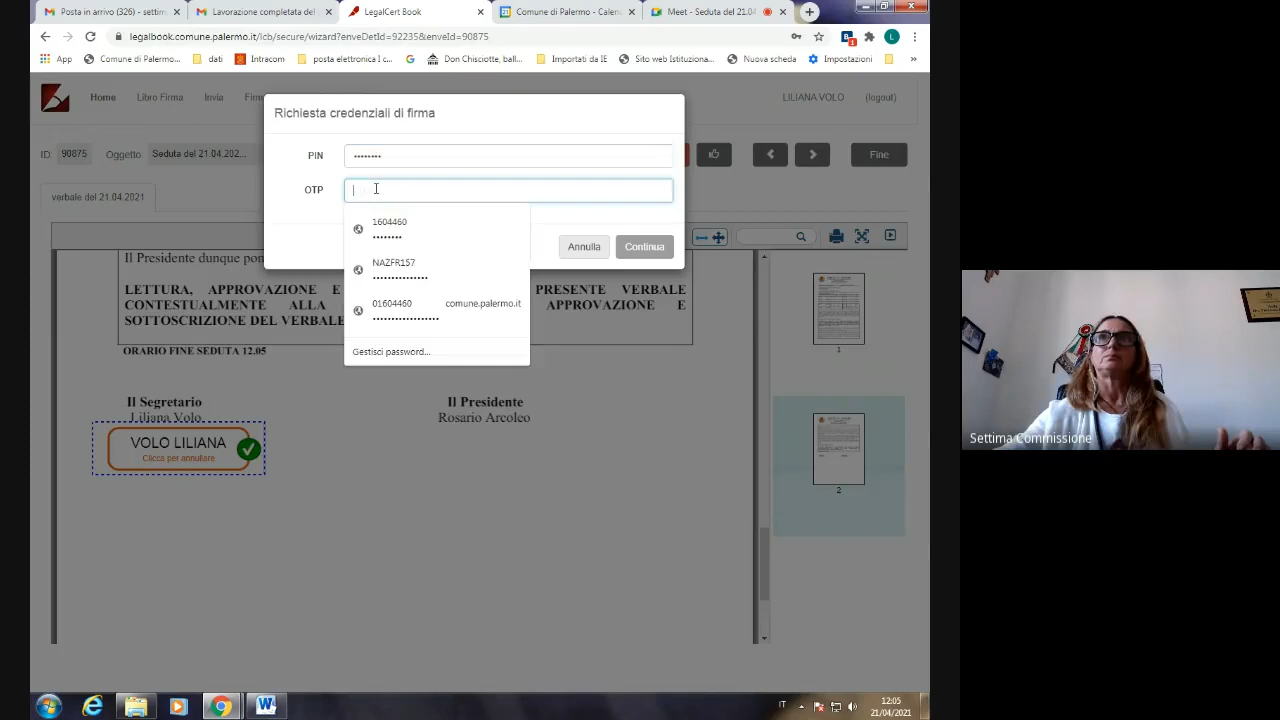 Posta in arrivo (326) - settim
Lavorazione completata del
LegalCert Book
Comune di Palermo - Calen
Meet - Seduta del 21.04
legalbook.comune.palermo.it/lcb/secure/wizard?enveDetId=92235&enveId=90875
App
Comune di Palermo...
dati
Intracom
posta elettronica I c...
Don Chisciotte, ball...
Importati da IE
Sito web Istituziona...
Nuova scheda
Impostazioni
»
Home
Libro Firma
Invia
Firm
LILIANA VOLO
(logout)
Richiesta credenziali di firma
PIN
••••••••
OTP
1604460
••••••••
NAZFR157
01604460
comune.palermo.it
Gestisci password...
Annulla
Continua
ID:
90875
Oggetto
Seduta del 21.04.202...
Fine
verbale del 21.04.2021
Il Presidente dunque pon
LETTURA, APPROVAZIONE E PRESENTE VERBALE
CONTESTUALMENTE ALLA APPROVAZIONE E
SOTTOSCRIZIONE DEL VERBALE
ORARIO FINE SEDUTA 12.05
Il Segretario
Liliana Volo
Il Presidente
Rosario Arcoleo
VOLO LILIANA
Clicca per annullare
1
2
Settima Commissione
IT
12:05
21/04/2021